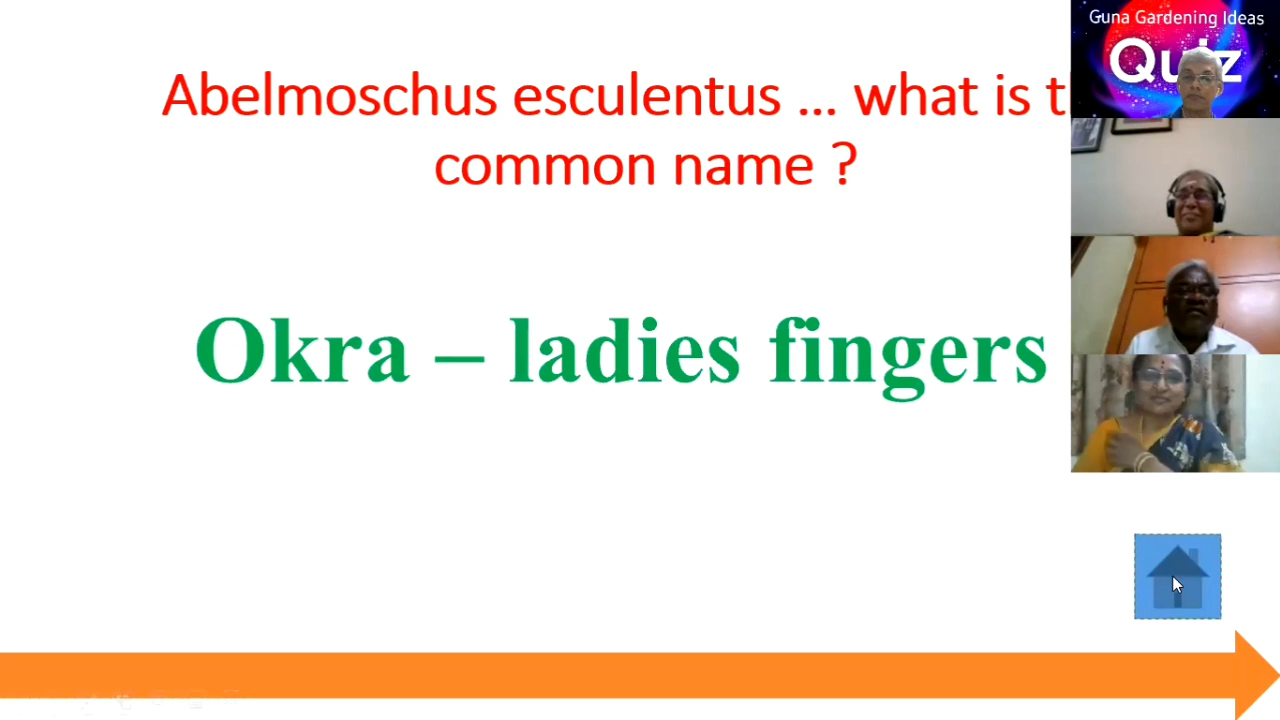 Guna Gardening Ideas
Quiz
Abelmoschus esculentus ... what is
common name ?
Okra – ladies fingers